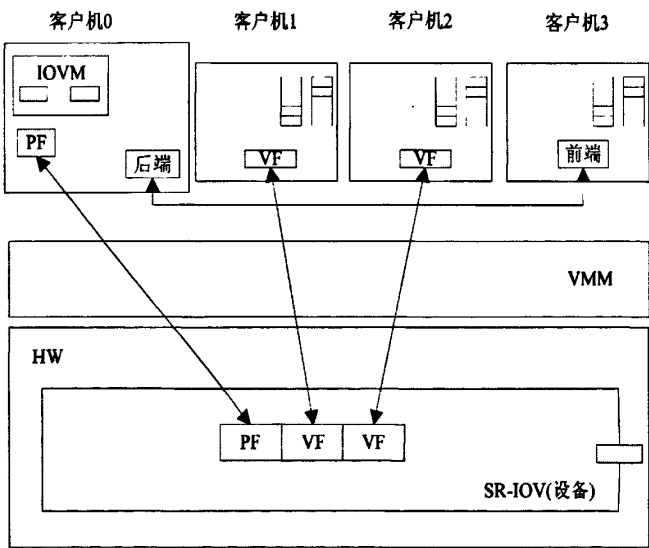 客户机0 客户机1 客户机2 客户机3
IOVM
PF
后端 VF VF 前端
VMM
HW
PF VF VF
SR-IOV(设备)